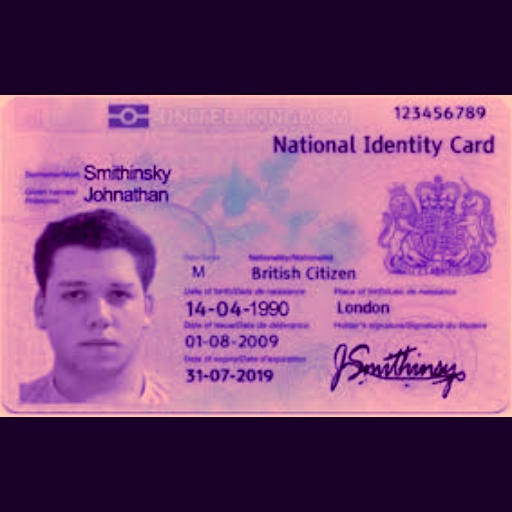 UNITED KINGDOM
123456789
National Identity Card
Surname/Nom Smithinsky
Given names/ Johnathan
Sex/Sexe Nationality/Nationalité
M British Citizen
Date of birth/Date de naissance Place of birth/Lieu de naissance
14-04-1990 London
Date of issue/Date de délivrance Holder's signature/Signature du titulaire
01-08-2009
Date of expiry/Date d'expiration
31-07-2019
JSmithinsy